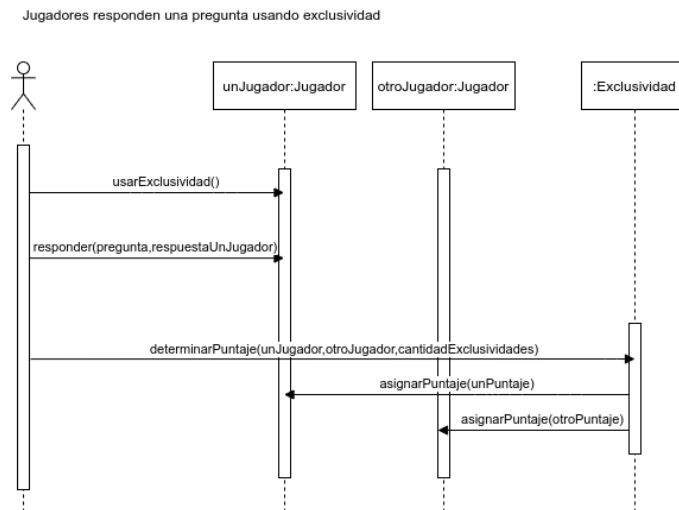 Jugadores responden una pregunta usando exclusividad
unJugador:Jugador
otroJugador:Jugador
:Exclusividad
usarExclusividad()
responder(pregunta,respuestaUnJugador)
determinarPuntaje(unJugador,otroJugador,cantidadExclusividades)
asignarPuntaje(unPuntaje)
asignarPuntaje(otroPuntaje)